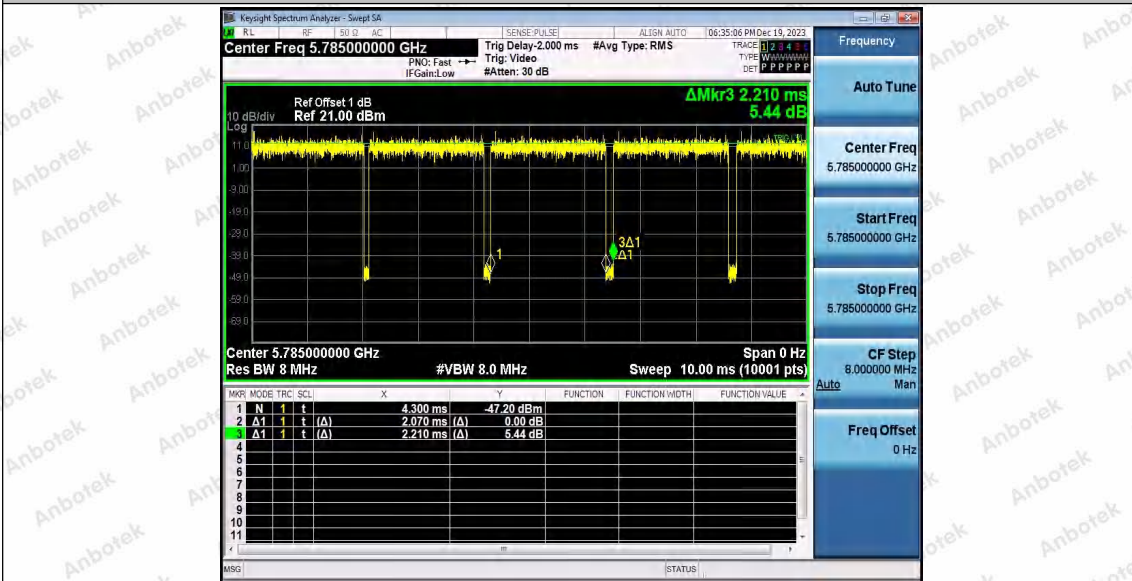 Keysight Spectrum Analyzer - Swept SA
RL RF 50 Ω AC SENSE:PULSE ALIGN AUTO 06:35:06 PM Dec 19, 2023
Center Freq 5.785000000 GHz
PNO: Fast
IFGain:Low
Trig Delay-2.000 ms
Trig: Video
#Atten: 30 dB
#Avg Type: RMS
TRACE 1 2 3 4 5 6
TYPE WWWWWW
DET P P P P P P
Frequency
Auto Tune
Center Freq
5.785000000 GHz
Start Freq
5.785000000 GHz
Stop Freq
5.785000000 GHz
CF Step
8.000000 MHz
Auto Man
Freq Offset
0 Hz
ΔMkr3 2.210 ms
5.44 dB
Ref Offset 1 dB
10 dB/div Ref 21.00 dBm
Log
11.0
1.00
-9.00
-19.0
-29.0
-39.0
-49.0
-59.0
-69.0
1
3Δ1
Δ1
Center 5.785000000 GHz Span 0 Hz
Res BW 8 MHz #VBW 8.0 MHz Sweep 10.00 ms (10001 pts)
MKR MODE TRC SCL X Y FUNCTION FUNCTION WIDTH FUNCTION VALUE
1 N 1 t 4.300 ms -47.20 dBm
2 Δ1 1 t (Δ) 2.070 ms (Δ) 0.00 dB
3 Δ1 1 t (Δ) 2.210 ms (Δ) 5.44 dB
4
5
6
7
8
9
10
11
MSG STATUS
Anbotek